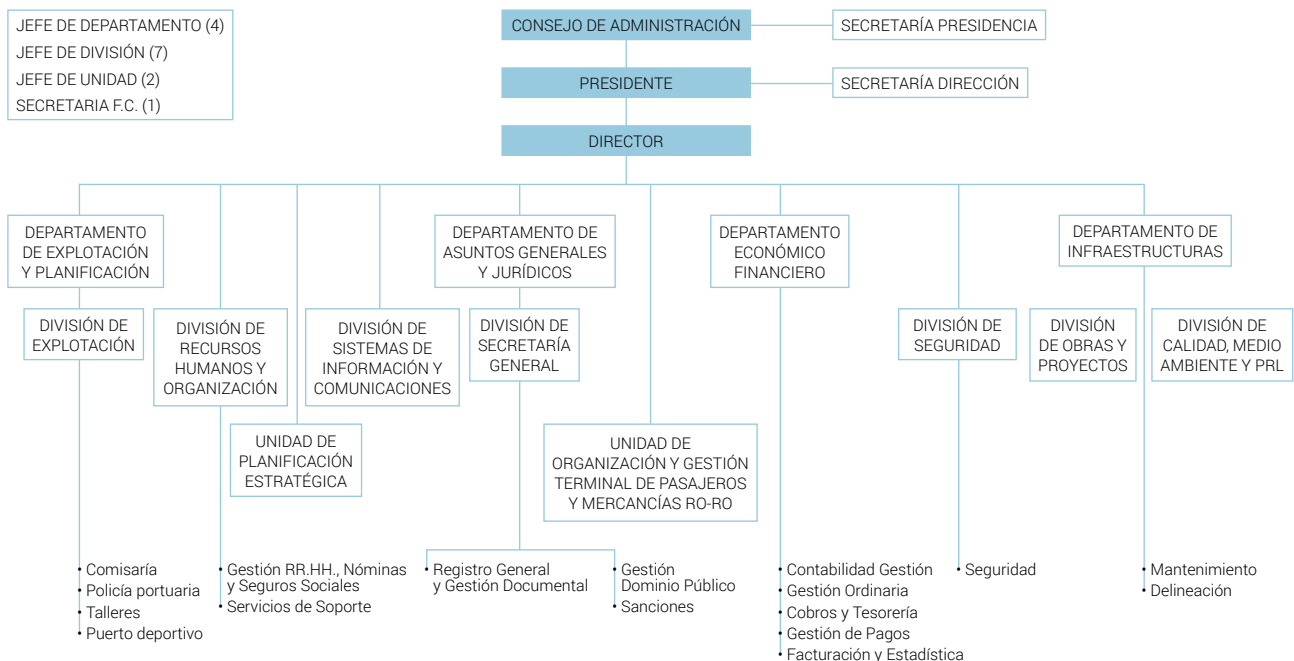 JEFE DE DEPARTAMENTO (4)
JEFE DE DIVISIÓN (7)
JEFE DE UNIDAD (2)
SECRETARIA F.C. (1)
CONSEJO DE ADMINISTRACIÓN
SECRETARÍA PRESIDENCIA
PRESIDENTE
SECRETARÍA DIRECCIÓN
DIRECTOR
DEPARTAMENTO
DE EXPLOTACIÓN
Y PLANIFICACIÓN
DEPARTAMENTO DE
ASUNTOS GENERALES
Y JURÍDICOS
DEPARTAMENTO
ECONÓMICO
FINANCIERO
DEPARTAMENTO DE
INFRAESTRUCTURAS
DIVISIÓN DE
EXPLOTACIÓN
DIVISIÓN DE
RECURSOS
HUMANOS Y
ORGANIZACIÓN
DIVISIÓN DE
SISTEMAS DE
INFORMACIÓN Y
COMUNICACIONES
DIVISIÓN DE
SECRETARÍA
GENERAL
DIVISIÓN DE
SEGURIDAD
DIVISIÓN
DE OBRAS Y
PROYECTOS
DIVISIÓN DE
CALIDAD, MEDIO
AMBIENTE Y PRL
UNIDAD DE
PLANIFICACIÓN
ESTRATÉGICA
UNIDAD DE
ORGANIZACIÓN Y GESTIÓN
TERMINAL DE PASAJEROS
Y MERCANCÍAS RO-RO
• Comisaría
• Policía portuaria
• Talleres
• Puerto deportivo
• Gestión RR.HH., Nóminas
y Seguros Sociales
• Servicios de Soporte
• Registro General
y Gestión Documental
• Gestión
Dominio Público
• Sanciones
• Contabilidad Gestión
• Gestión Ordinaria
• Cobros y Tesorería
• Gestión de Pagos
• Facturación y Estadística
• Seguridad
• Mantenimiento
• Delineación